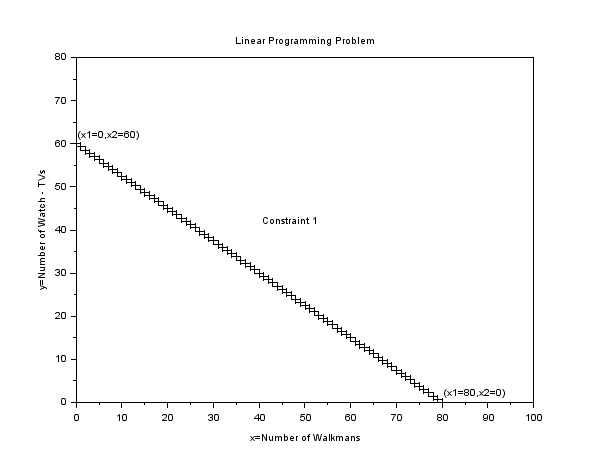 Linear Programming Problem
80
70
60
(x1=0,x2=60)
50
y=Number of Watch - TVs
Constraint 1
40
30
20
10
(x1=80,x2=0)
0
0 10 20 30 40 50 60 70 80 90 100
x=Number of Walkmans